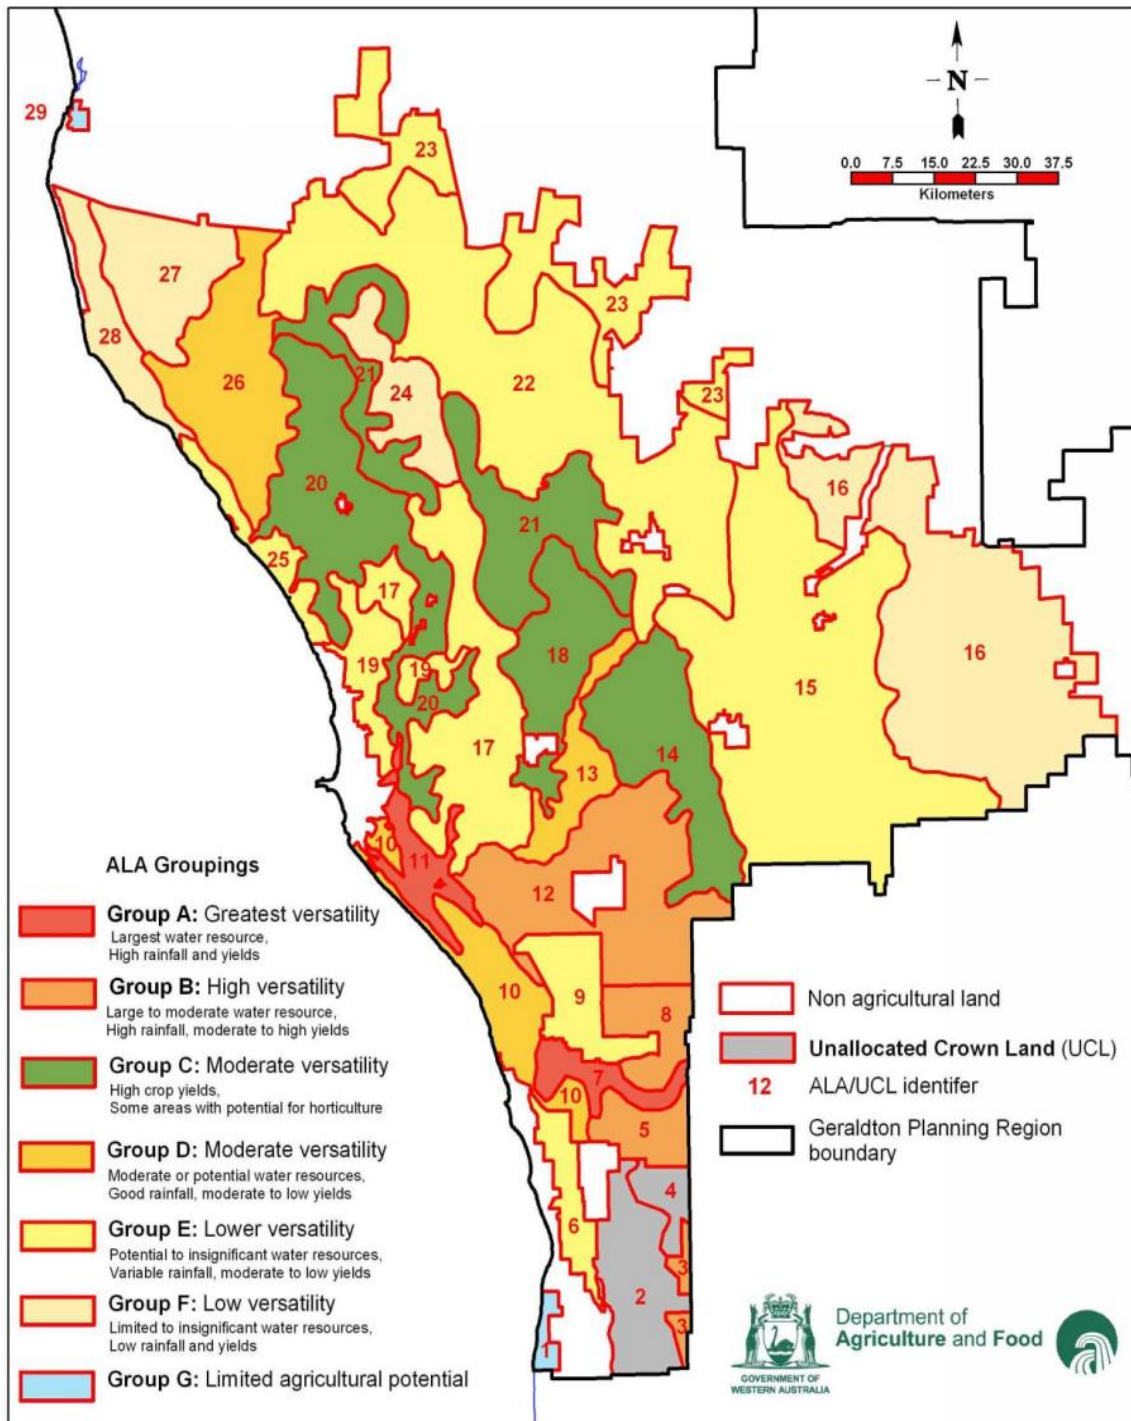 N
0.0 7.5 15.0 22.5 30.0 37.5
Kilometers
29
23
27
23
28
22
26
21
24
23
20
16
21
25
17
18
16
19
19
15
20
17
14
13
10
11
12
10
9
8
7
10
5
4
6
3
2
3
1
ALA Groupings
Group A: Greatest versatility
Largest water resource,
High rainfall and yields
Group B: High versatility
Large to moderate water resource,
High rainfall, moderate to high yields
Group C: Moderate versatility
High crop yields,
Some areas with potential for horticulture
Group D: Moderate versatility
Moderate or potential water resources,
Good rainfall, moderate to low yields
Group E: Lower versatility
Potential to insignificant water resources,
Variable rainfall, moderate to low yields
Group F: Low versatility
Limited to insignificant water resources,
Low rainfall and yields
Group G: Limited agricultural potential
Non agricultural land
Unallocated Crown Land (UCL)
12 ALA/UCL identifer
Geraldton Planning Region
boundary
GOVERNMENT OF
WESTERN AUSTRALIA
Department of
Agriculture and Food